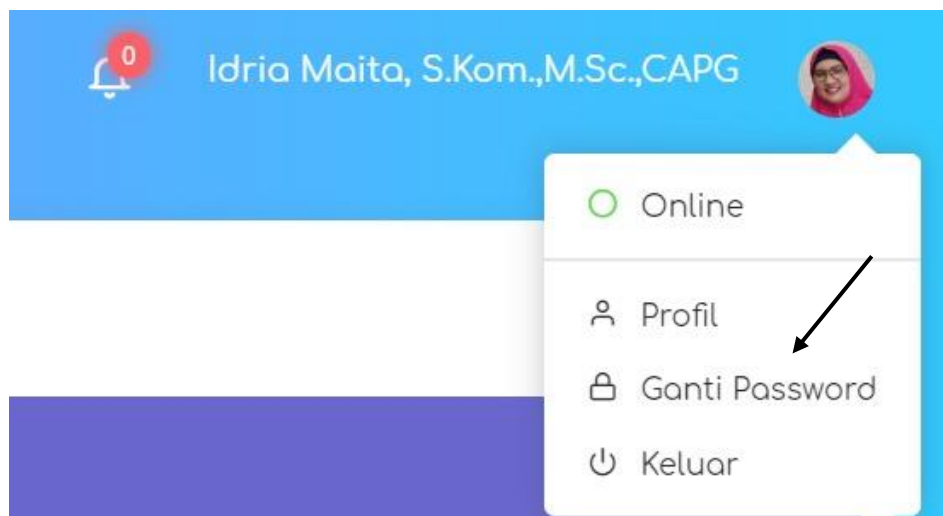 0
Idria Maita, S.Kom.,M.Sc.,CAPG
Online
Profil
Ganti Password
Keluar